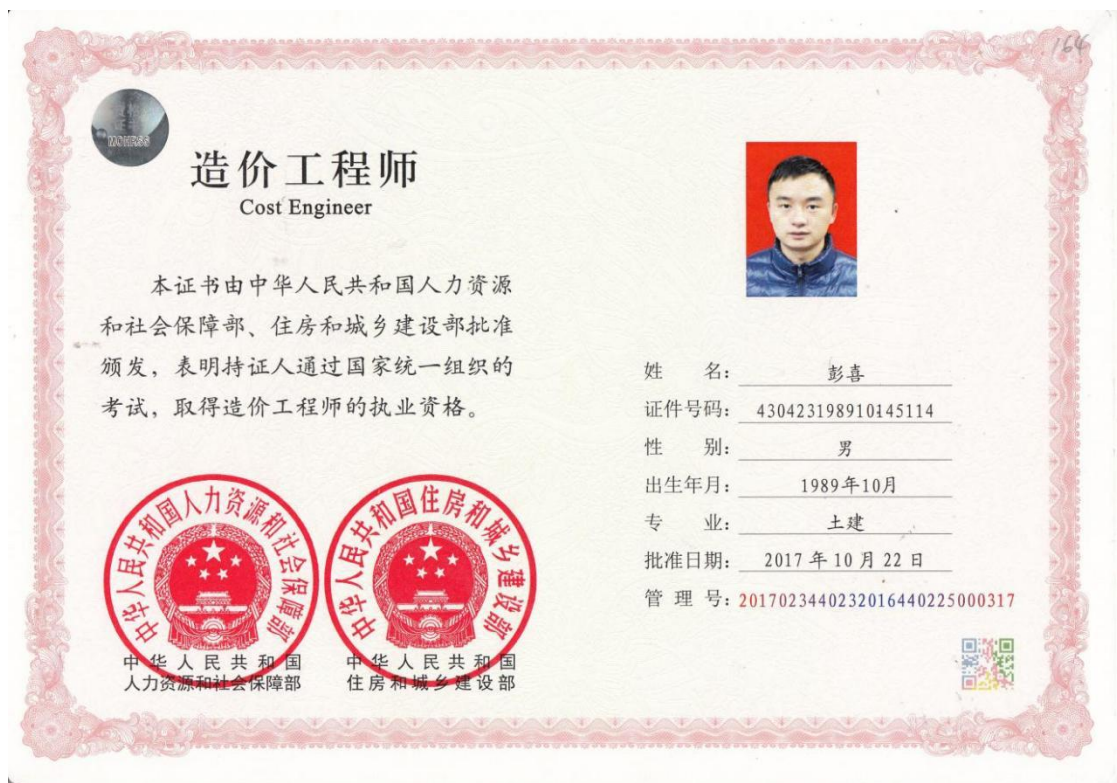 164
MOHRSS
造价工程师
Cost Engineer
本证书由中华人民共和国人力资源
和社会保障部、住房和城乡建设部批准
颁发，表明持证人通过国家统一组织的
考试，取得造价工程师的执业资格。
中华人民共和国人力资源和社会保障部
中华人民共和国住房和城乡建设部
中华人民共和国
人力资源和社会保障部
中华人民共和国
住房和城乡建设部
姓 名： 彭喜
证件号码： 430423198910145114
性 别： 男
出生年月： 1989年10月
专 业： 土建
批准日期： 2017年10月22日
管 理 号： 2017023440232016440225000317